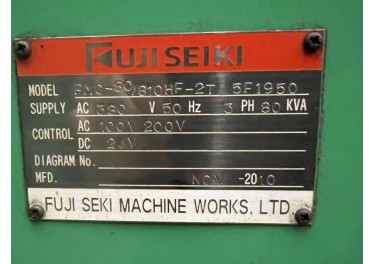 FUJI SEIKI
MODEL FNC-80/810HF-2T 5F1950
SUPPLY AC 380 V 50 Hz 3 PH 80 KVA
CONTROL AC 100V 200V
DC 24V
DIAGRAM No.
MFD. NOV -2010
FUJI SEKI MACHINE WORKS, LTD.